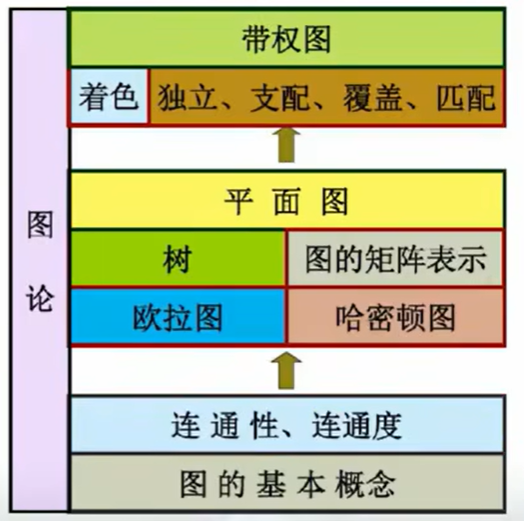 图论
带权图
着色 独立、支配、覆盖、匹配
平面图
树 图的矩阵表示
欧拉图 哈密顿图
连通性、连通度
图的基本概念